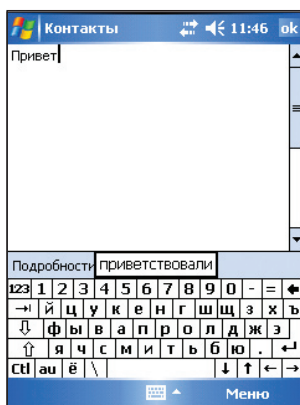 Контакты 11:46 ok
Привет
Подробности приветствовали
123 1 2 3 4 5 6 7 8 9 0 - =
й ц у к е н г ш щ з х ъ
ф ы в а п р о л д ж э
я ч с м и т ь б ю .
Ctl au ё \
Меню